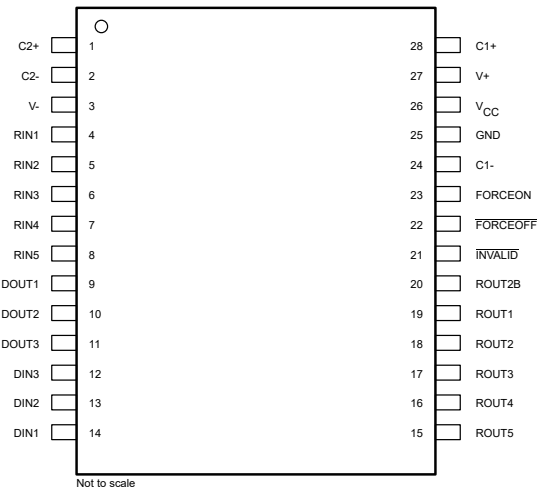 C2+ 1 28 C1+
C2- 2 27 V+
V- 3 26 VCC
RIN1 4 25 GND
RIN2 5 24 C1-
RIN3 6 23 FORCEON
RIN4 7 22 FORCEOFF
RIN5 8 21 INVALID
DOUT1 9 20 ROUT2B
DOUT2 10 19 ROUT1
DOUT3 11 18 ROUT2
DIN3 12 17 ROUT3
DIN2 13 16 ROUT4
DIN1 14 15 ROUT5
Not to scale